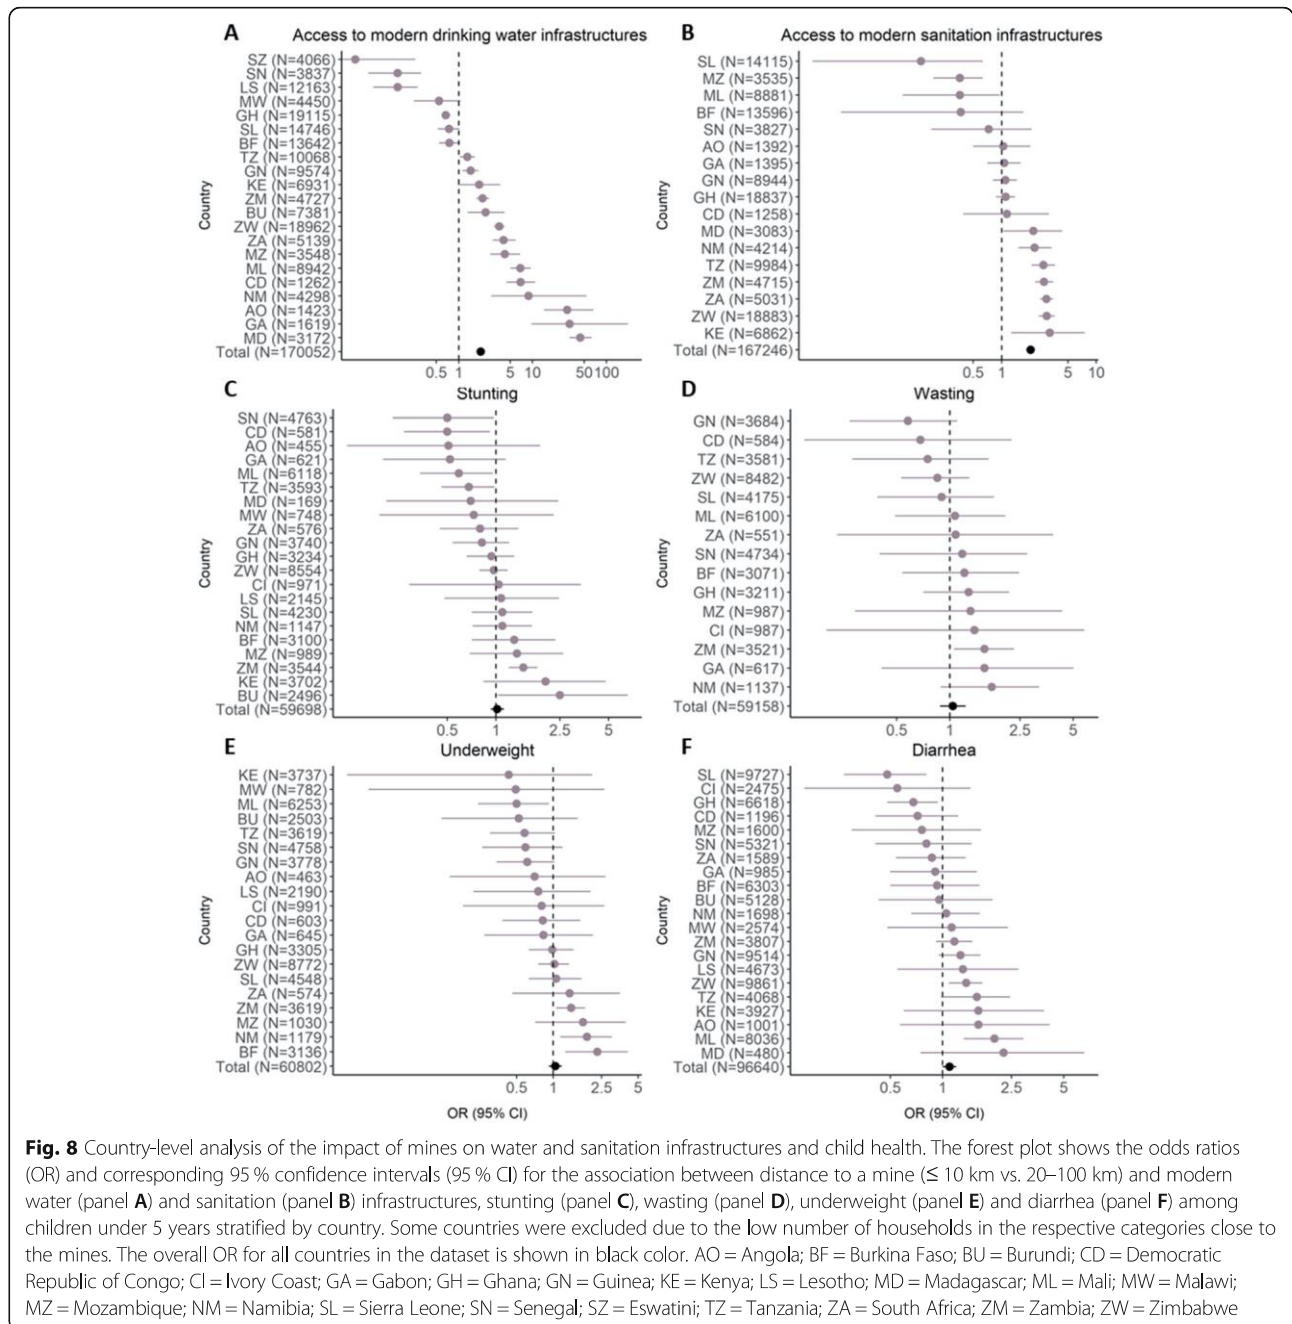 A Access to modern drinking water infrastructures
Country
SZ (N=4066)
SN (N=3837)
LS (N=12163)
MW (N=4450)
GH (N=19115)
SL (N=14746)
BF (N=13642)
TZ (N=10068)
GN (N=9574)
KE (N=6931)
ZM (N=4727)
BU (N=7381)
ZW (N=18962)
ZA (N=5139)
MZ (N=3548)
ML (N=8942)
CD (N=1262)
NM (N=4298)
AO (N=1423)
GA (N=1619)
MD (N=3172)
Total (N=170052)
0.5 1 5 10 50 100
B Access to modern sanitation infrastructures
Country
SL (N=14115)
MZ (N=3535)
ML (N=8881)
BF (N=13596)
SN (N=3827)
AO (N=1392)
GA (N=1395)
GN (N=8944)
GH (N=18837)
CD (N=1258)
MD (N=3083)
NM (N=4214)
TZ (N=9984)
ZM (N=4715)
ZA (N=5031)
ZW (N=18883)
KE (N=6862)
Total (N=167246)
1 5 10
C Stunting
Country
SN (N=4763)
CD (N=581)
AO (N=455)
GA (N=621)
ML (N=6118)
TZ (N=3593)
MD (N=169)
MW (N=748)
ZA (N=576)
GN (N=3740)
GH (N=3234)
ZW (N=8554)
CI (N=971)
LS (N=2145)
SL (N=4230)
NM (N=1147)
BF (N=3100)
MZ (N=989)
ZM (N=3544)
KE (N=3702)
BU (N=2496)
Total (N=59698)
0.5 1 2.5 5
D Wasting
Country
GN (N=3684)
CD (N=584)
TZ (N=3581)
ZW (N=8482)
SL (N=4175)
ML (N=6100)
ZA (N=551)
SN (N=4734)
BF (N=3071)
GH (N=3211)
MZ (N=987)
CI (N=987)
ZM (N=3521)
GA (N=617)
NM (N=1137)
Total (N=59158)
0.5 1 2.5 5
E Underweight
Country
KE (N=3737)
MW (N=782)
ML (N=6253)
BU (N=2503)
TZ (N=3619)
SN (N=4758)
GN (N=3778)
AO (N=463)
LS (N=2190)
CI (N=991)
CD (N=603)
GA (N=645)
GH (N=3305)
ZW (N=8772)
SL (N=4548)
ZA (N=574)
ZM (N=3619)
MZ (N=1030)
NM (N=1179)
BF (N=3136)
Total (N=60802)
0.5 1 2.5 5
OR (95% CI)
F Diarrhea
Country
SL (N=9727)
CI (N=2475)
GH (N=6618)
CD (N=1196)
MZ (N=1600)
SN (N=5321)
ZA (N=1589)
GA (N=985)
BF (N=6303)
BU (N=5128)
NM (N=1698)
MW (N=2574)
ZM (N=3807)
GN (N=9514)
LS (N=4673)
ZW (N=9861)
TZ (N=4068)
KE (N=3927)
AO (N=1001)
ML (N=8036)
MD (N=480)
Total (N=96640)
0.5 1 2.5 5
OR (95% CI)
Fig. 8 Country-level analysis of the impact of mines on water and sanitation infrastructures and child health. The forest plot shows the odds ratios
(OR) and corresponding 95 % confidence intervals (95 % CI) for the association between distance to a mine (≤ 10 km vs. 20–100 km) and modern
water (panel A) and sanitation (panel B) infrastructures, stunting (panel C), wasting (panel D), underweight (panel E) and diarrhea (panel F) among
children under 5 years stratified by country. Some countries were excluded due to the low number of households in the respective categories close to
the mines. The overall OR for all countries in the dataset is shown in black color. AO = Angola; BF = Burkina Faso; BU = Burundi; CD = Democratic
Republic of Congo; CI = Ivory Coast; GA = Gabon; GH = Ghana; GN = Guinea; KE = Kenya; LS = Lesotho; MD = Madagascar; ML = Mali; MW = Malawi;
MZ = Mozambique; NM = Namibia; SL = Sierra Leone; SN = Senegal; SZ = Eswatini; TZ = Tanzania; ZA = South Africa; ZM = Zambia; ZW = Zimbabwe